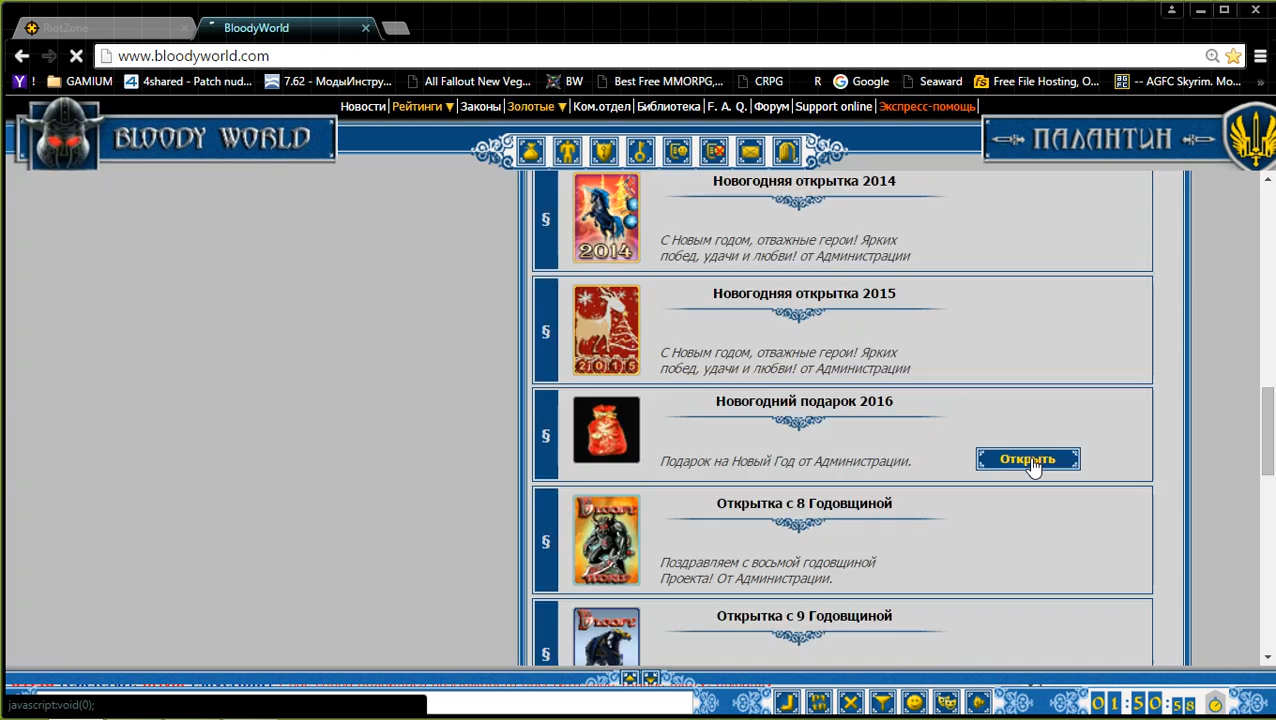 RiotZone
BloodyWorld
www.bloodyworld.com
!
GAMIUM
4shared - Patch nud...
7.62 - МодыИнстру...
All Fallout New Veg...
BW
Best Free MMORPG,...
CRPG
R
Google
Seaward
Free File Hosting, O...
-- AGFC Skyrim. Mo...
»
Новости
Рейтинги
Законы
Золотые
Ком.отдел
Библиотека
F. A. Q.
Форум
Support online
Экспресс-помощь
BLOODY WORLD
ПАЛАНТИН
Новогодняя открытка 2014
§
2014
С Новым годом, отважные герои! Ярких
побед, удачи и любви! от Администрации
Новогодняя открытка 2015
§
2015
С Новым годом, отважные герои! Ярких
побед, удачи и любви! от Администрации
Новогодний подарок 2016
§
Подарок на Новый Год от Администрации.
Открыть
Открытка с 8 Годовщиной
§
BLOODY
WORLD
Поздравляем с восьмой годовщиной
Проекта! От Администрации.
Открытка с 9 Годовщиной
§
BLOODY
javascript:void(0);
01:50:58